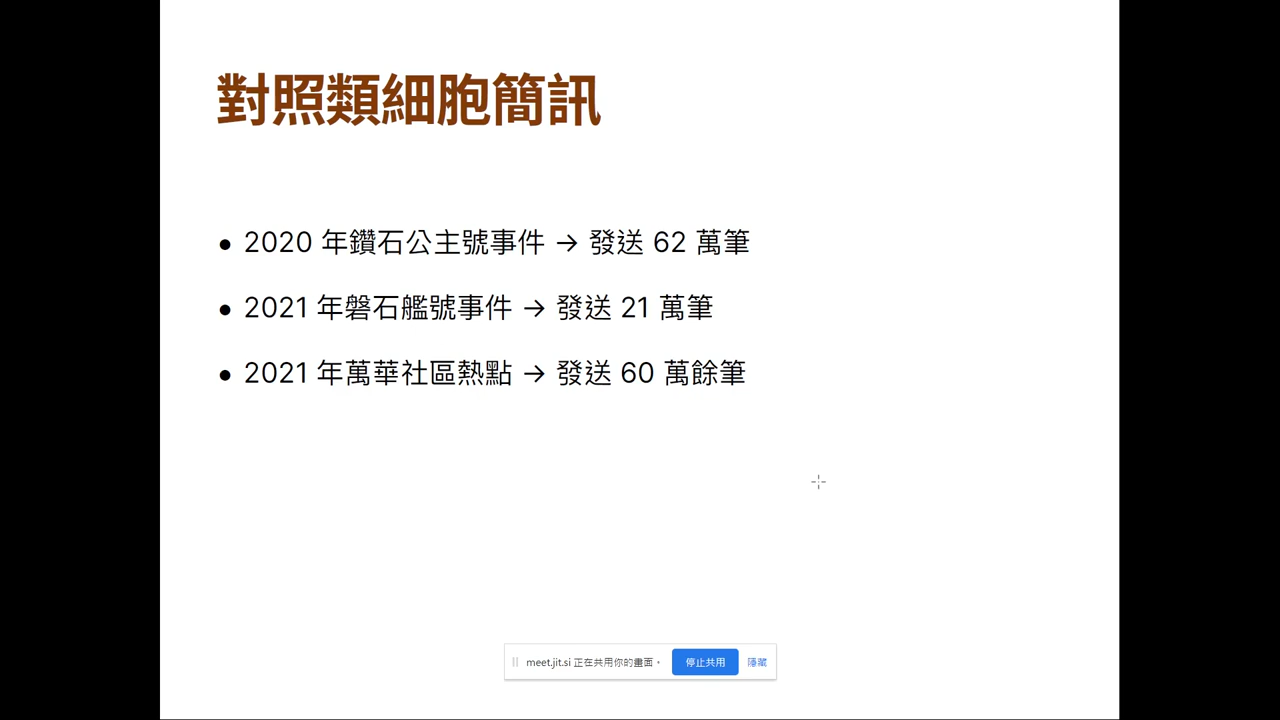 對照類細胞簡訊
• 2020 年鑽石公主號事件 → 發送 62 萬筆
• 2021 年磐石艦號事件 → 發送 21 萬筆
• 2021 年萬華社區熱點 → 發送 60 萬餘筆
meet.jit.si 正在共用你的畫面。 停止共用 隱藏